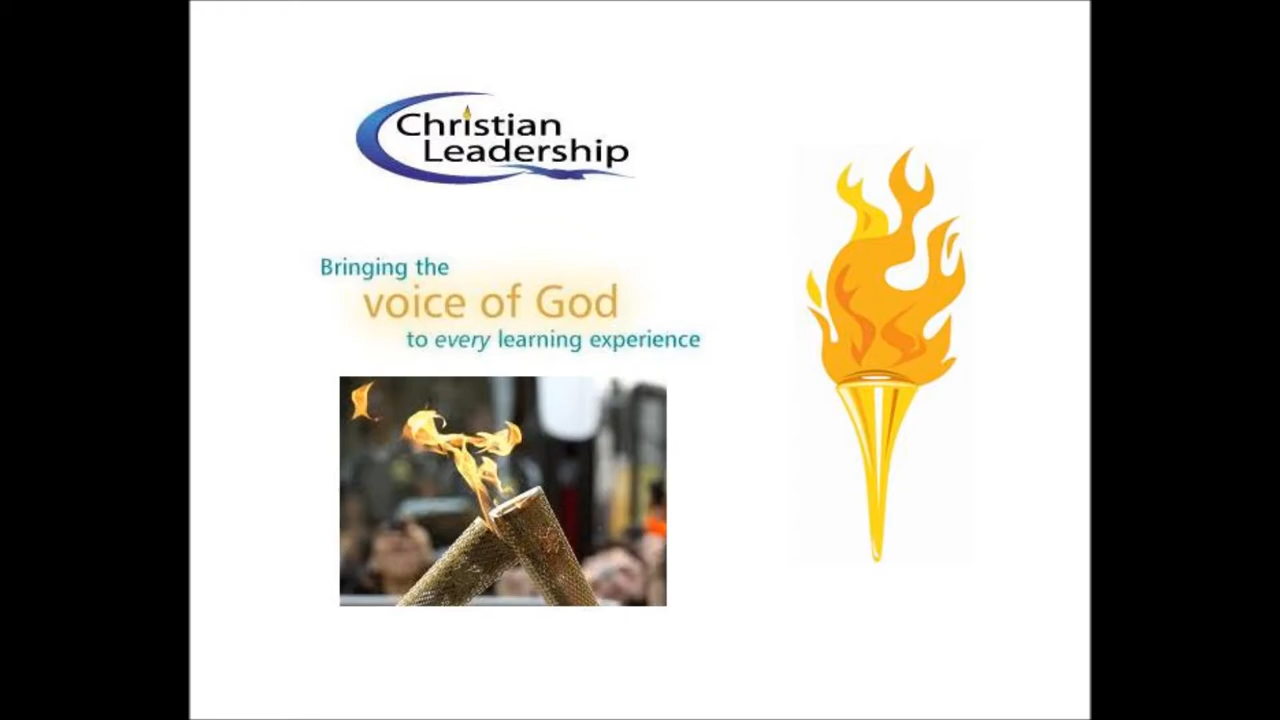 Christian
Leadership
Bringing the
voice of God
to every learning experience